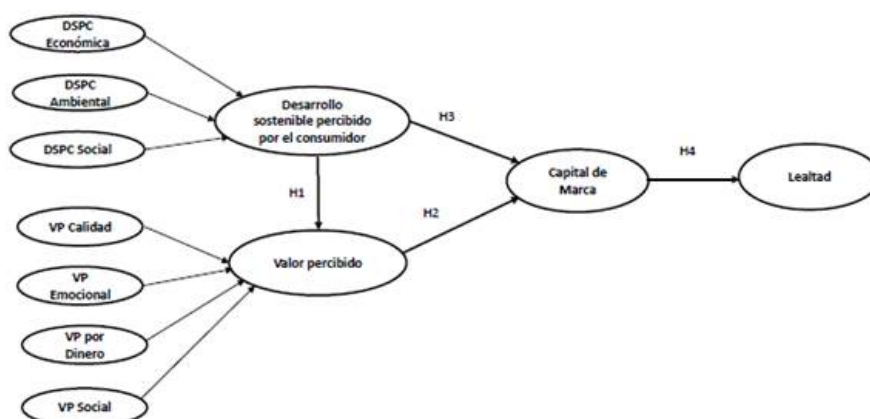 DSPC
Económica
DSPC
Ambiental
DSPC Social
Desarrollo
sostenible percibido
por el consumidor
H3
H1
Capital de
Marca
H4
Lealtad
H2
VP Calidad
VP
Emocional
VP por
Dinero
VP Social
Valor percibido